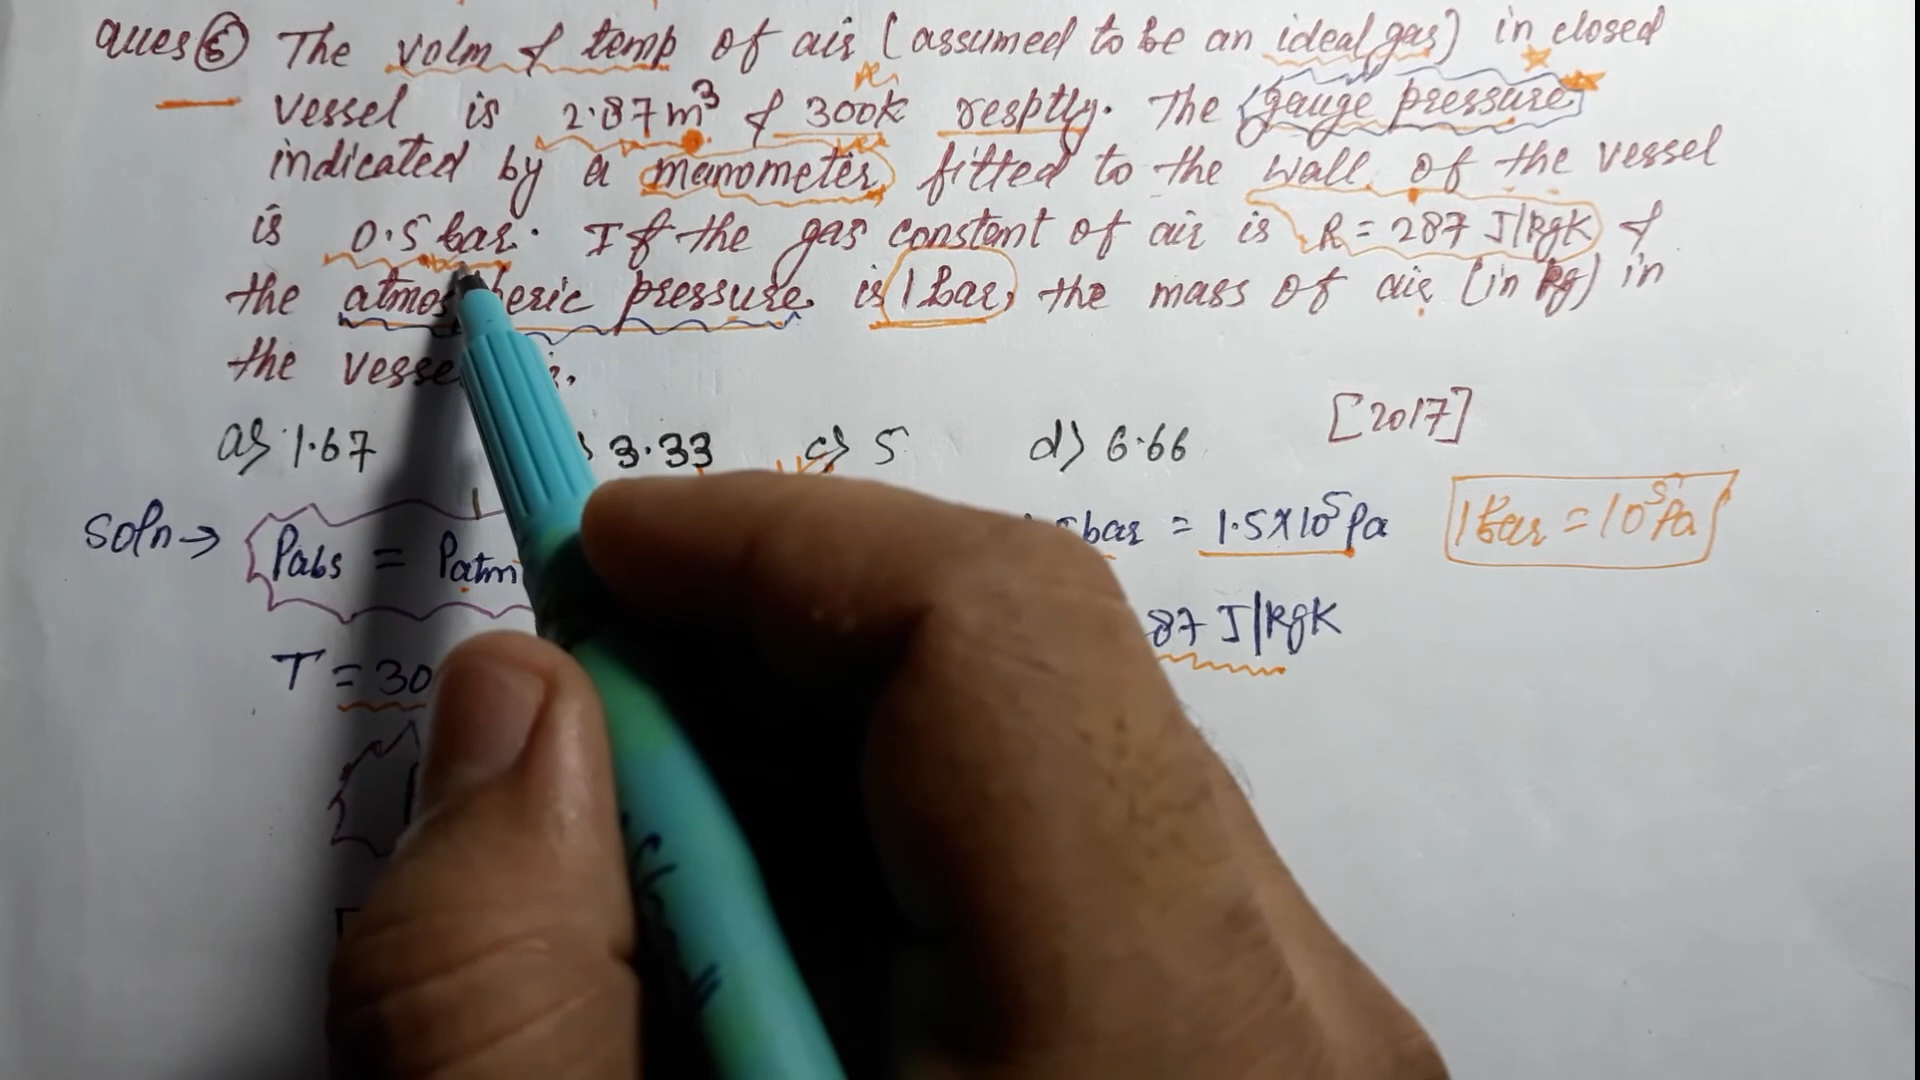 Ques ⑥ The volm & temp of air (assumed to be an ideal gas) in closed
vessel is 2.87m³ & 300K resptly. The gauge pressure
indicated by a manometer fitted to the wall of the vessel
is 0.5 bar. If the gas constant of air is R = 287 J/kgK &
the atmospheric pressure is 1 bar, the mass of air (in kg) in
the vessel is.
a) 1.67 3.33 c) 5 d) 6.66 [2017]
Soln → Pabs = Patm bar = 1.5×10⁵ Pa 1 bar = 10⁵ Pa
T = 30 87 J/kgK